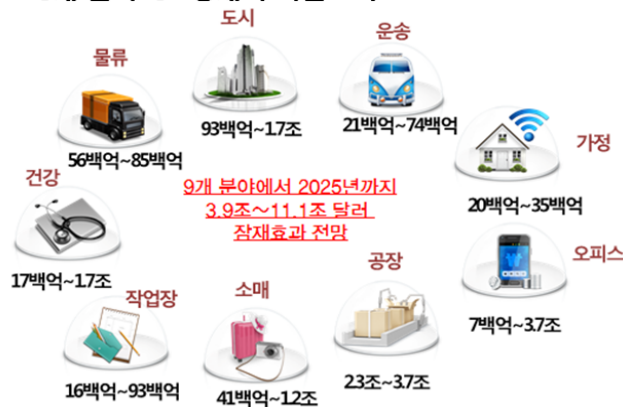 도시
물류
운송
93백억~1.7조
21백억~74백억
56백억~85백억
가정
건강
9개 분야에서 2025년까지
3.9조~11.1조 달러
잠재효과 전망
20백억~35백억
오피스
17백억~1.7조
작업장
소매
공장
7백억~3.7조
16백억~93백억
41백억~1.2조
2.3조~3.7조